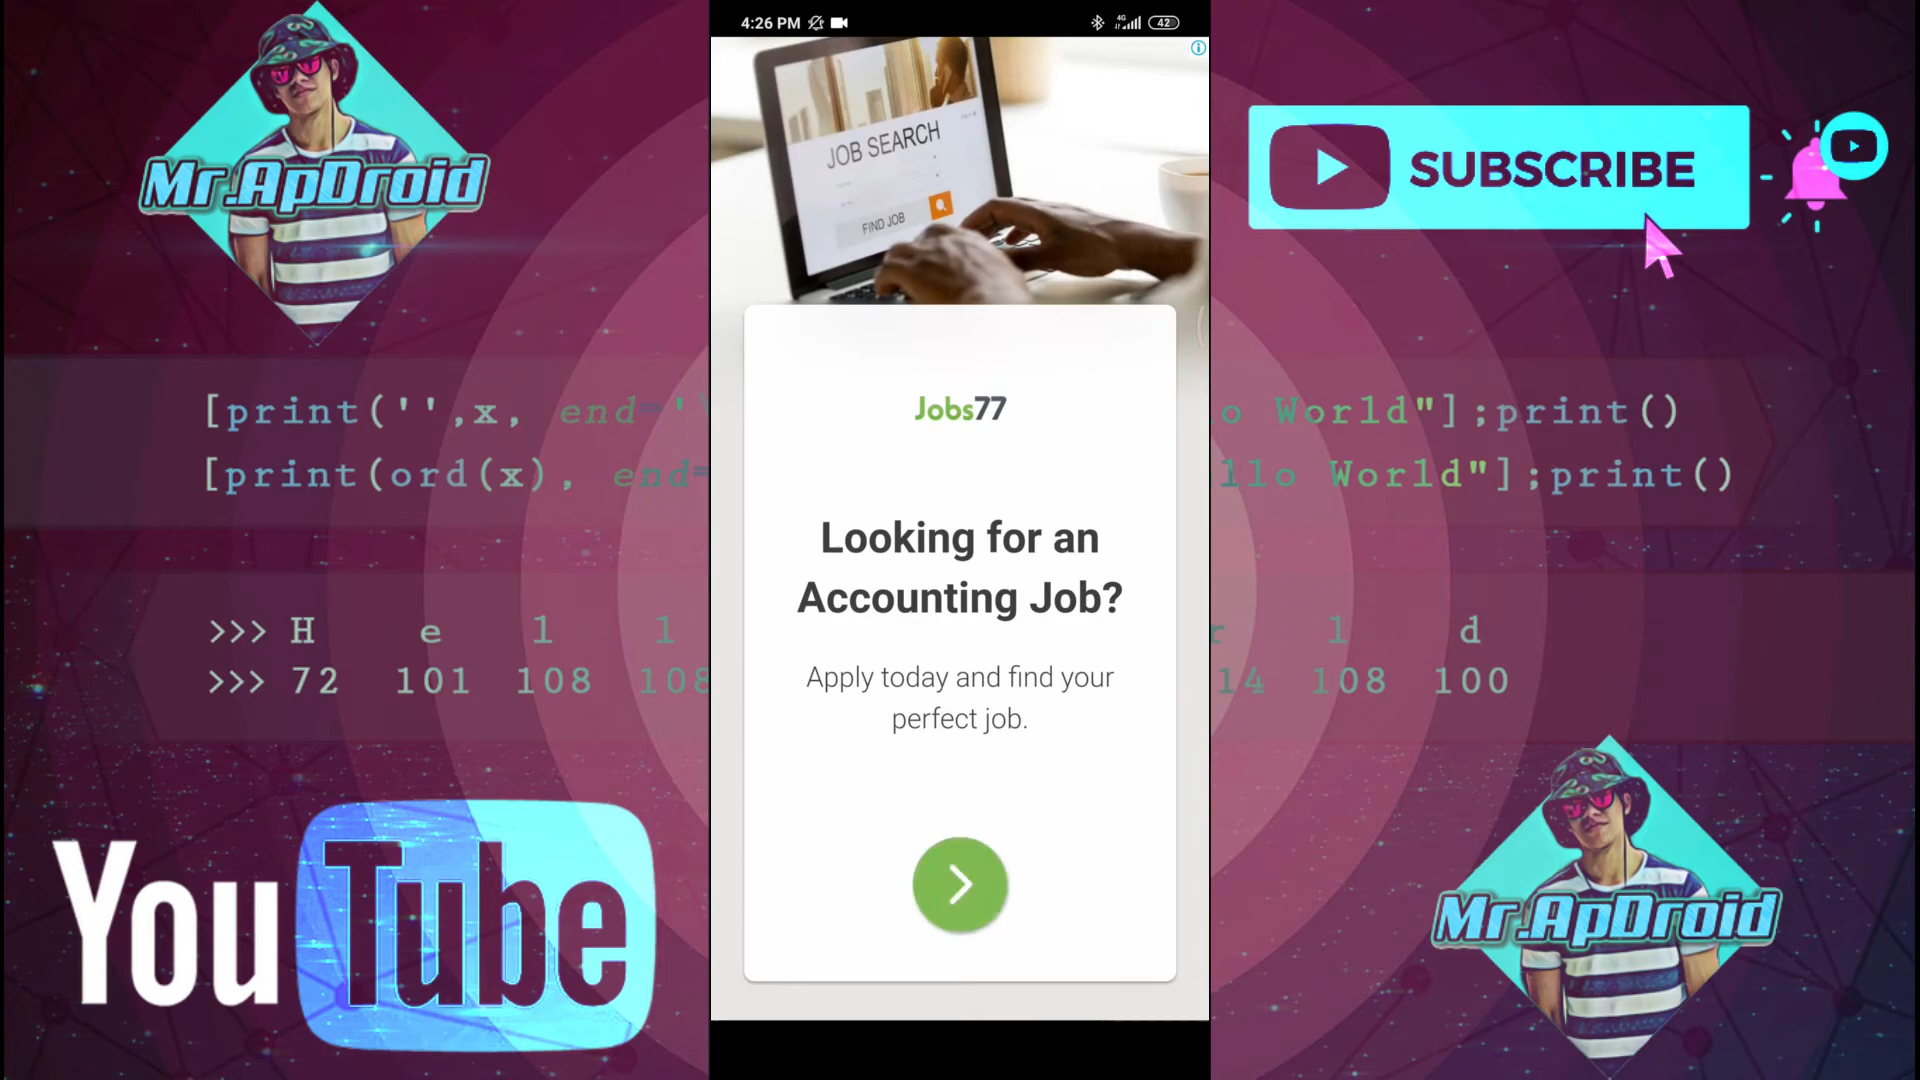 4:26 PM
4G
42
Mr.ApDroid
SUBSCRIBE
JOB SEARCH
FIND JOB
Jobs77
[print('',x, end='\
o World"];print()
[print(ord(x), end=
llo World"];print()
Looking for an
Accounting Job?
>>> H e l l
r l d
>>> 72 101 108 108
14 108 100
Apply today and find your
perfect job.
YouTube
Mr.ApDroid